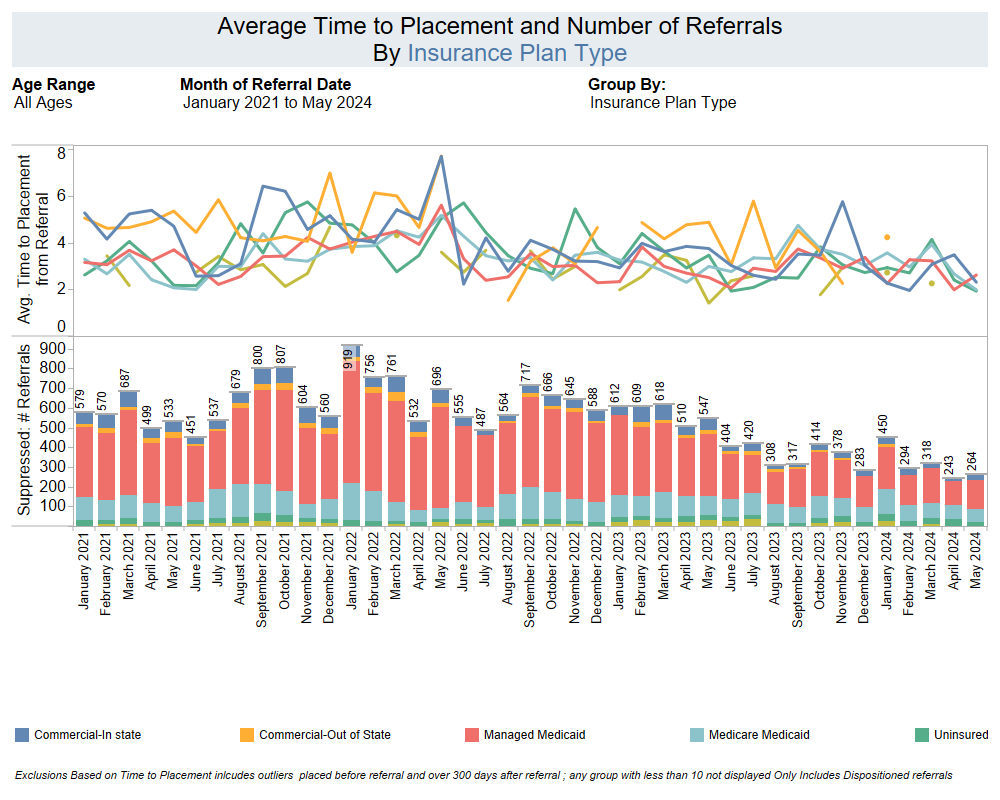 Average Time to Placement and Number of Referrals
By Insurance Plan Type
Age Range
All Ages
Month of Referral Date
January 2021 to May 2024
Group By:
Insurance Plan Type
Avg. Time to Placement
from Referral
8
6
4
2
0
Suppressed: # Referrals
900
800
700
600
500
400
300
200
100
579
570
687
499
533
451
537
679
800
807
604
560
919
756
761
532
696
555
487
564
717
666
645
588
612
609
618
510
547
404
420
308
317
414
378
283
450
294
318
243
264
January 2021
February 2021
March 2021
April 2021
May 2021
June 2021
July 2021
August 2021
September 2021
October 2021
November 2021
December 2021
January 2022
February 2022
March 2022
April 2022
May 2022
June 2022
July 2022
August 2022
September 2022
October 2022
November 2022
December 2022
January 2023
February 2023
March 2023
April 2023
May 2023
June 2023
July 2023
August 2023
September 2023
October 2023
November 2023
December 2023
January 2024
February 2024
March 2024
April 2024
May 2024
Commercial-In state
Commercial-Out of State
Managed Medicaid
Medicare Medicaid
Uninsured
Exclusions Based on Time to Placement inlcudes outliers placed before referral and over 300 days after referral ; any group with less than 10 not displayed Only Includes Dispositioned referrals